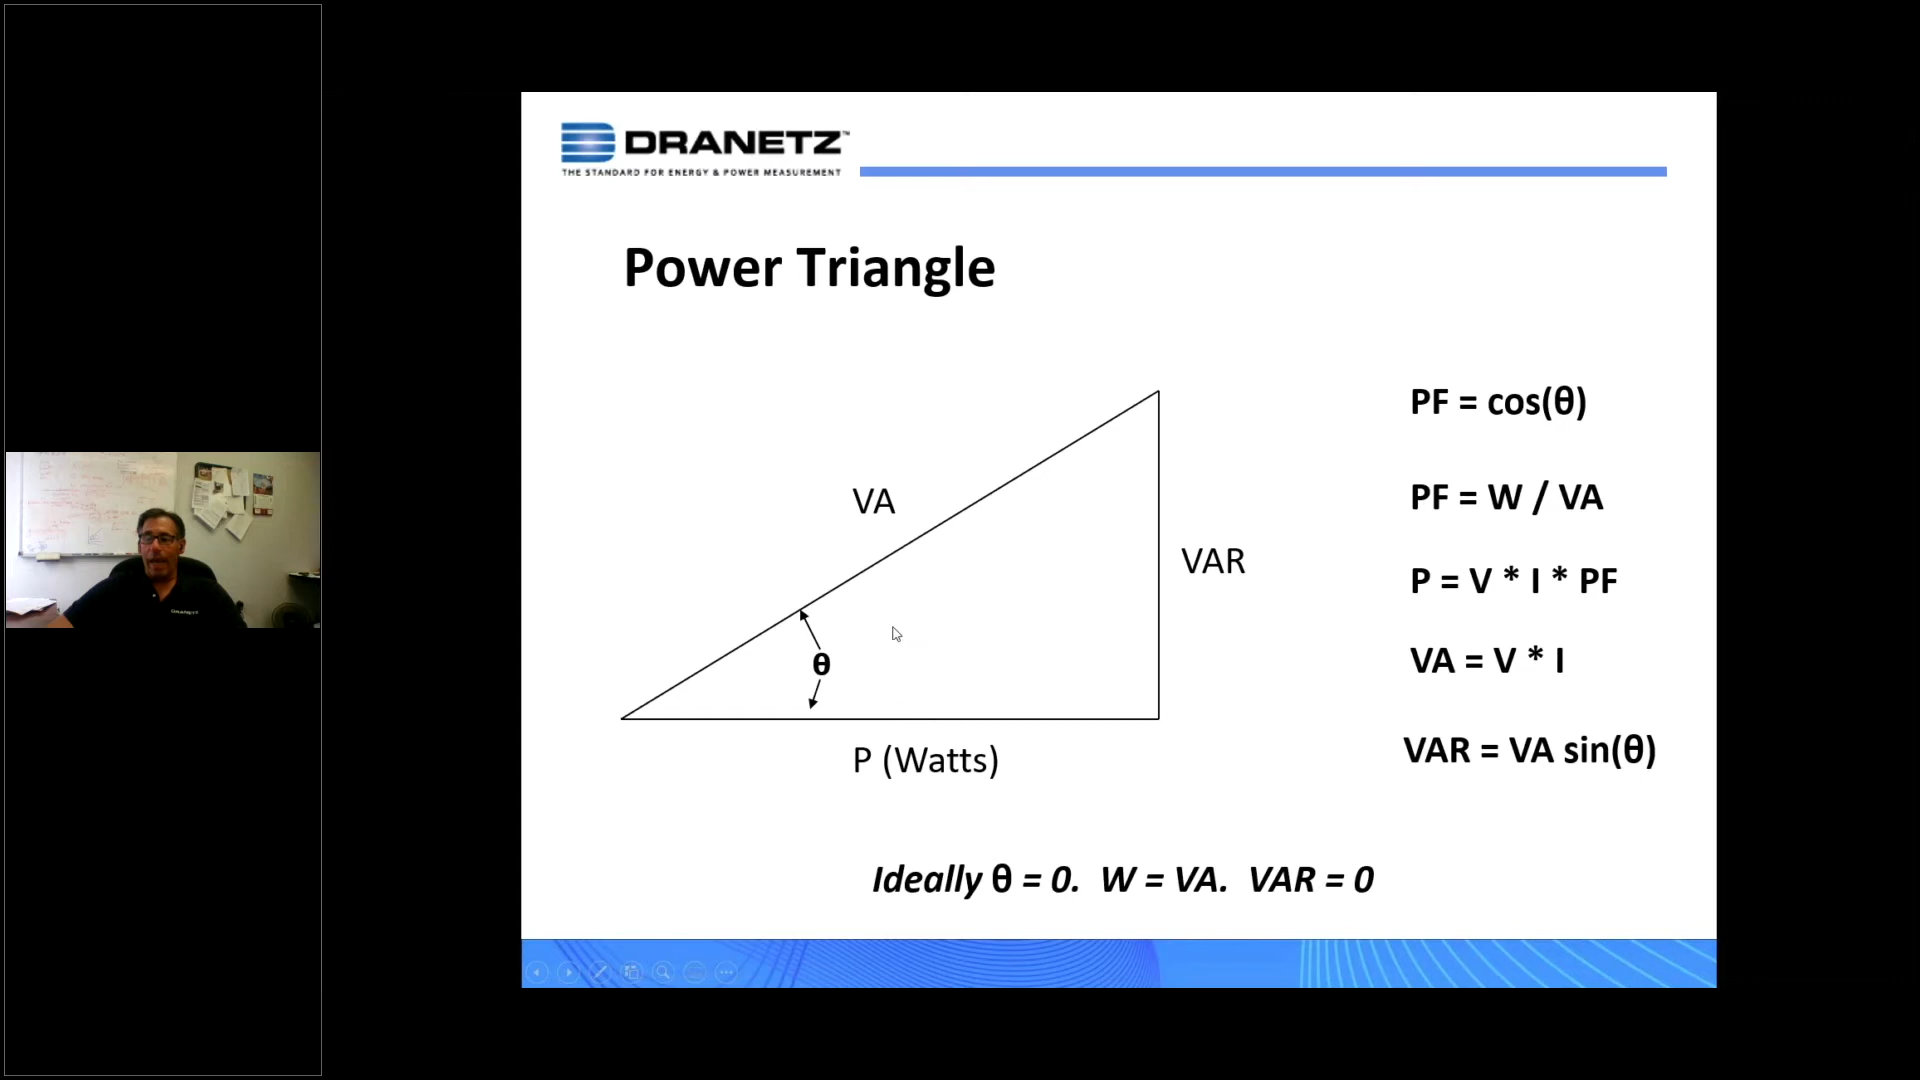 DRANETZ™
THE STANDARD FOR ENERGY & POWER MEASUREMENT
Power Triangle
VA
VAR
θ
P (Watts)
PF = cos(θ)
PF = W / VA
P = V * I * PF
VA = V * I
VAR = VA sin(θ)
Ideally θ = 0. W = VA. VAR = 0
DRANETZ